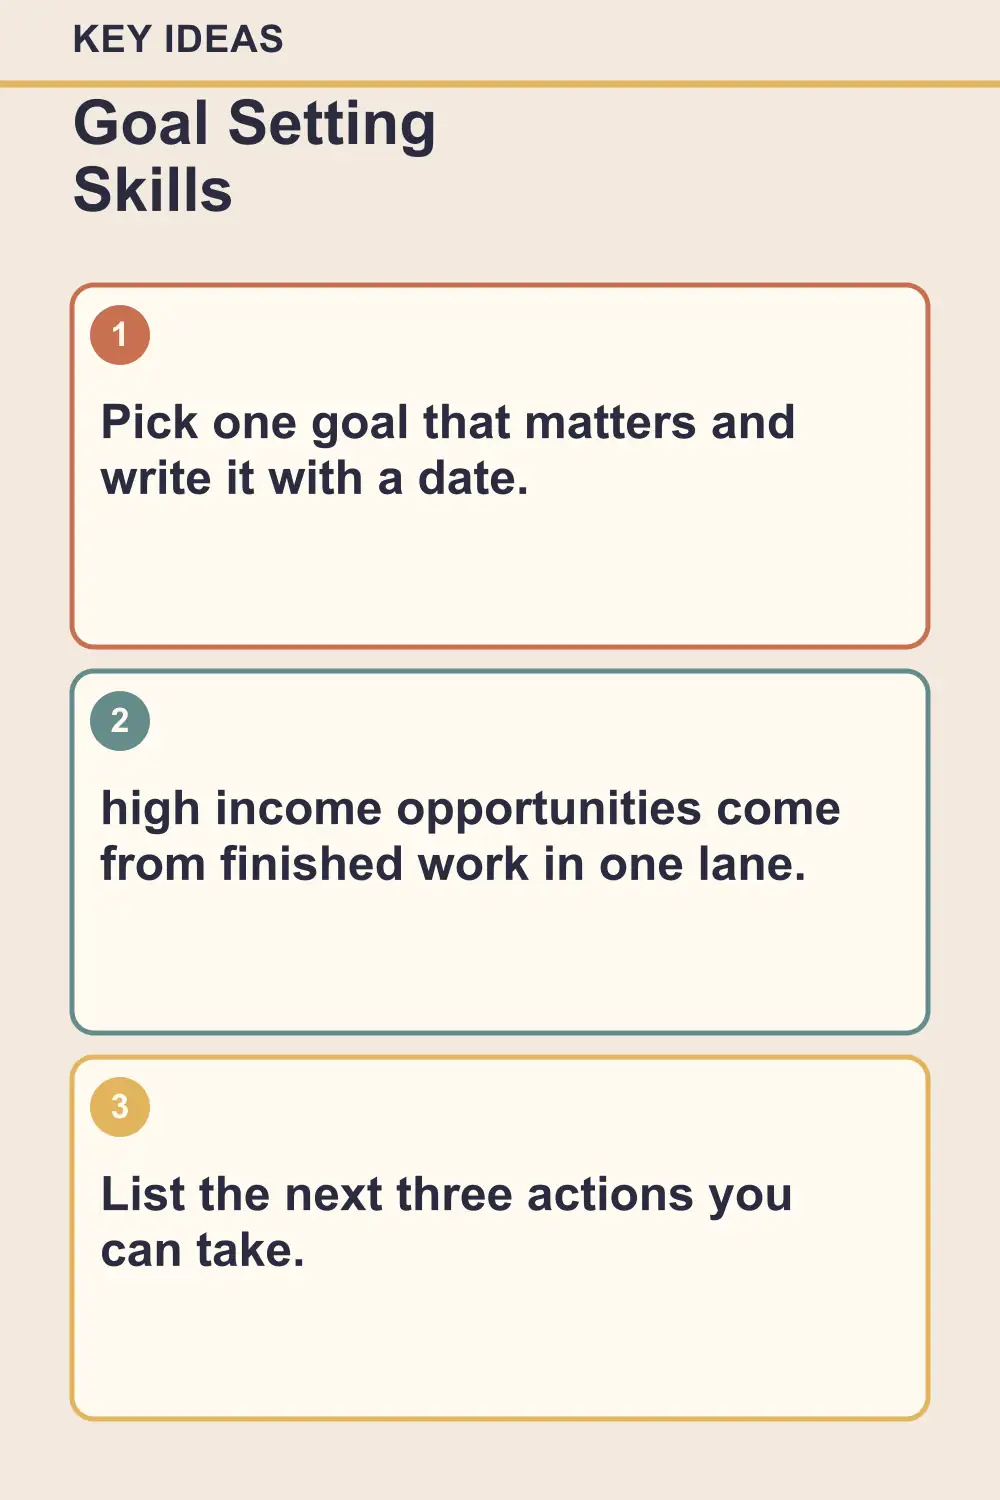 KEY IDEAS
Goal Setting
Skills
1
Pick one goal that matters and
write it with a date.
2
high income opportunities come
from finished work in one lane.
3
List the next three actions you
can take.